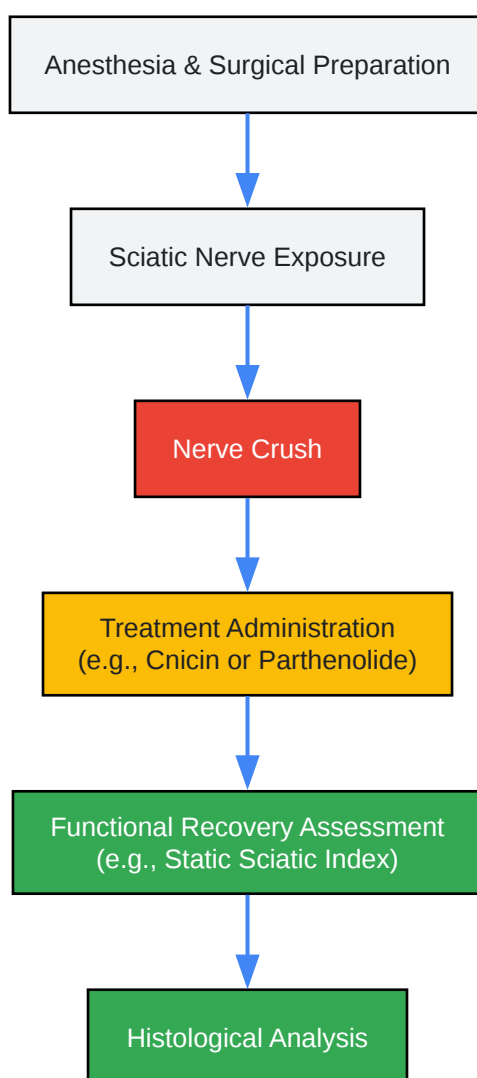 Anesthesia & Surgical Preparation
Sciatic Nerve Exposure
Nerve Crush
Treatment Administration
(e.g., Cnicin or Parthenolide)
Functional Recovery Assessment
(e.g., Static Sciatic Index)
Histological Analysis